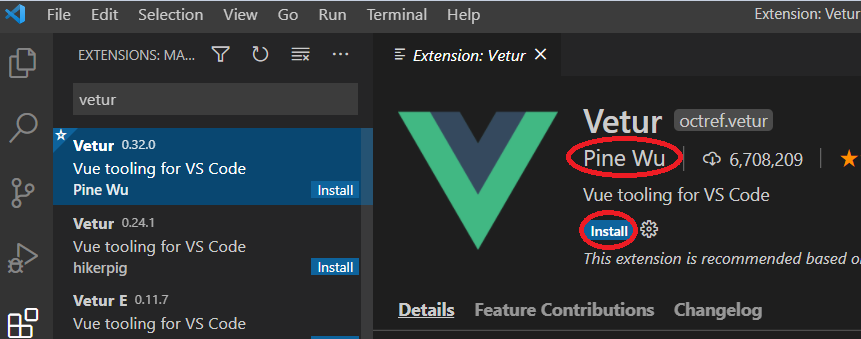 File Edit Selection View Go Run Terminal Help Extension: Vetur
EXTENSIONS: MA... ···
vetur
Vetur 0.32.0
Vue tooling for VS Code
Pine Wu Install
Vetur 0.24.1
Vue tooling for VS Code
hikerpig Install
Vetur E 0.11.7
Vue tooling for VS Code
Extension: Vetur
Vetur octref.vetur
Pine Wu 6,708,209
Vue tooling for VS Code
Install
This extension is recommended based o
Details Feature Contributions Changelog